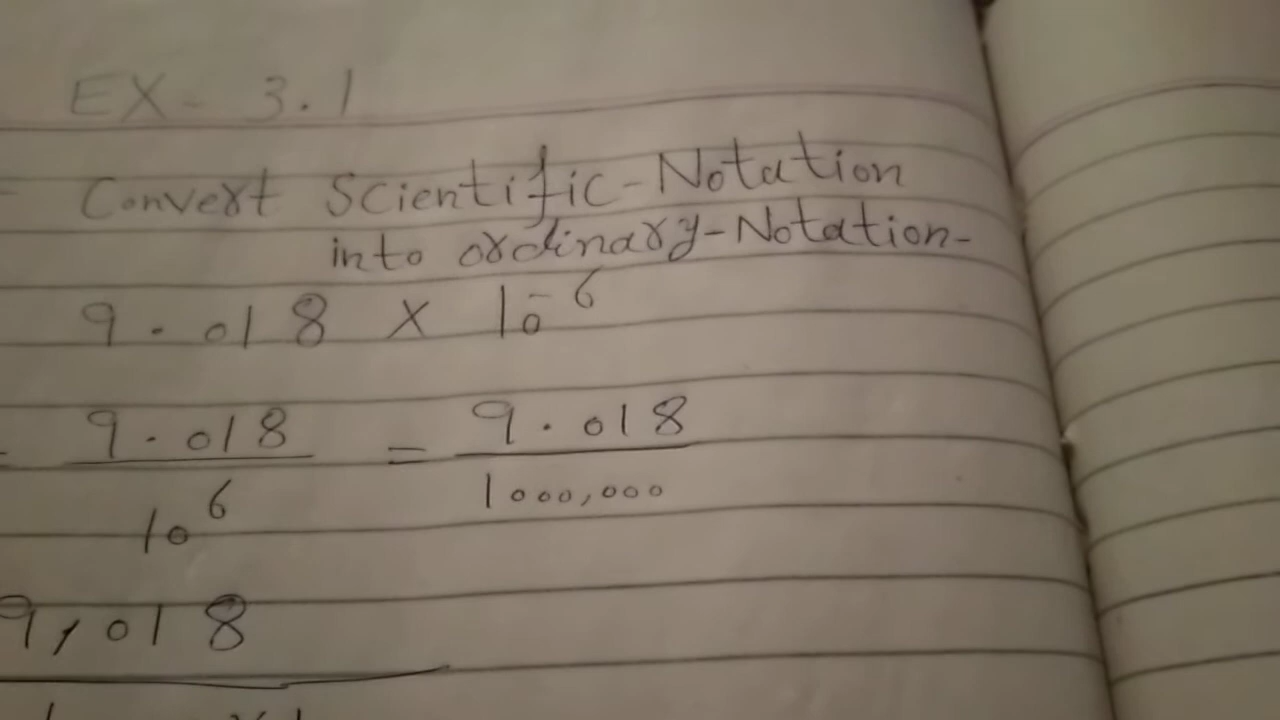 EX - 3.1
Convert Scientific-Notation
into ordinary-Notation-
9.018 × 10⁻⁶
9.018 = 9.018
10⁶ 1000,000
9,018